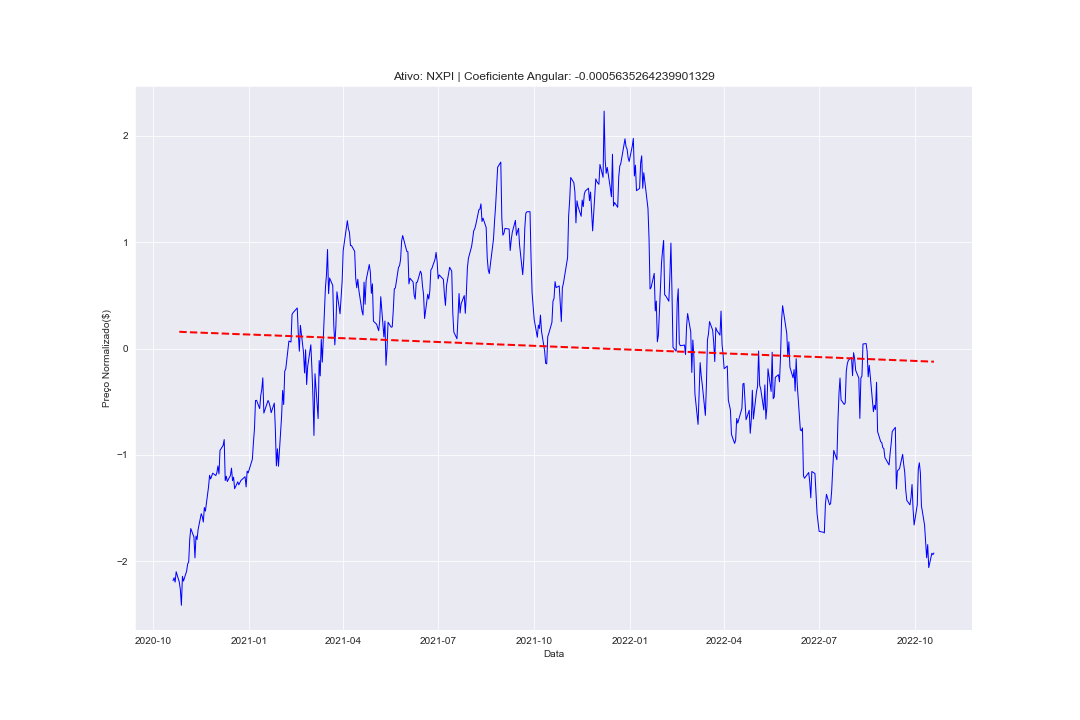 Ativo: NXPI | Coeficiente Angular: -0.0005635264239901329
2
1
0
−1
−2
Preço Normalizado($)
2020-10 2021-01 2021-04 2021-07 2021-10 2022-01 2022-04 2022-07 2022-10
Data